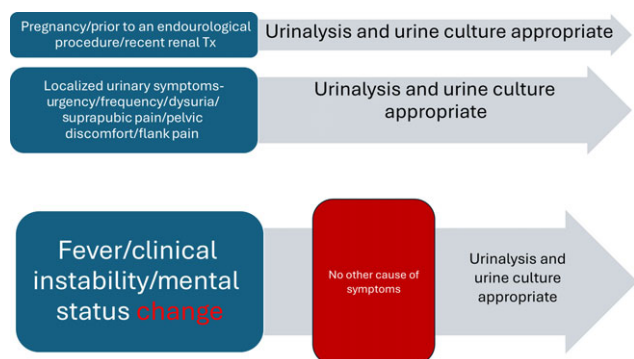 Pregnancy/prior to an endourological
procedure/recent renal Tx
Urinalysis and urine culture appropriate
Localized urinary symptoms-
urgency/frequency/dysuria/
suprapubic pain/pelvic
discomfort/flank pain
Urinalysis and urine culture
appropriate
Fever/clinical
instability/mental
status change
No other cause of
symptoms
Urinalysis and
urine culture
appropriate